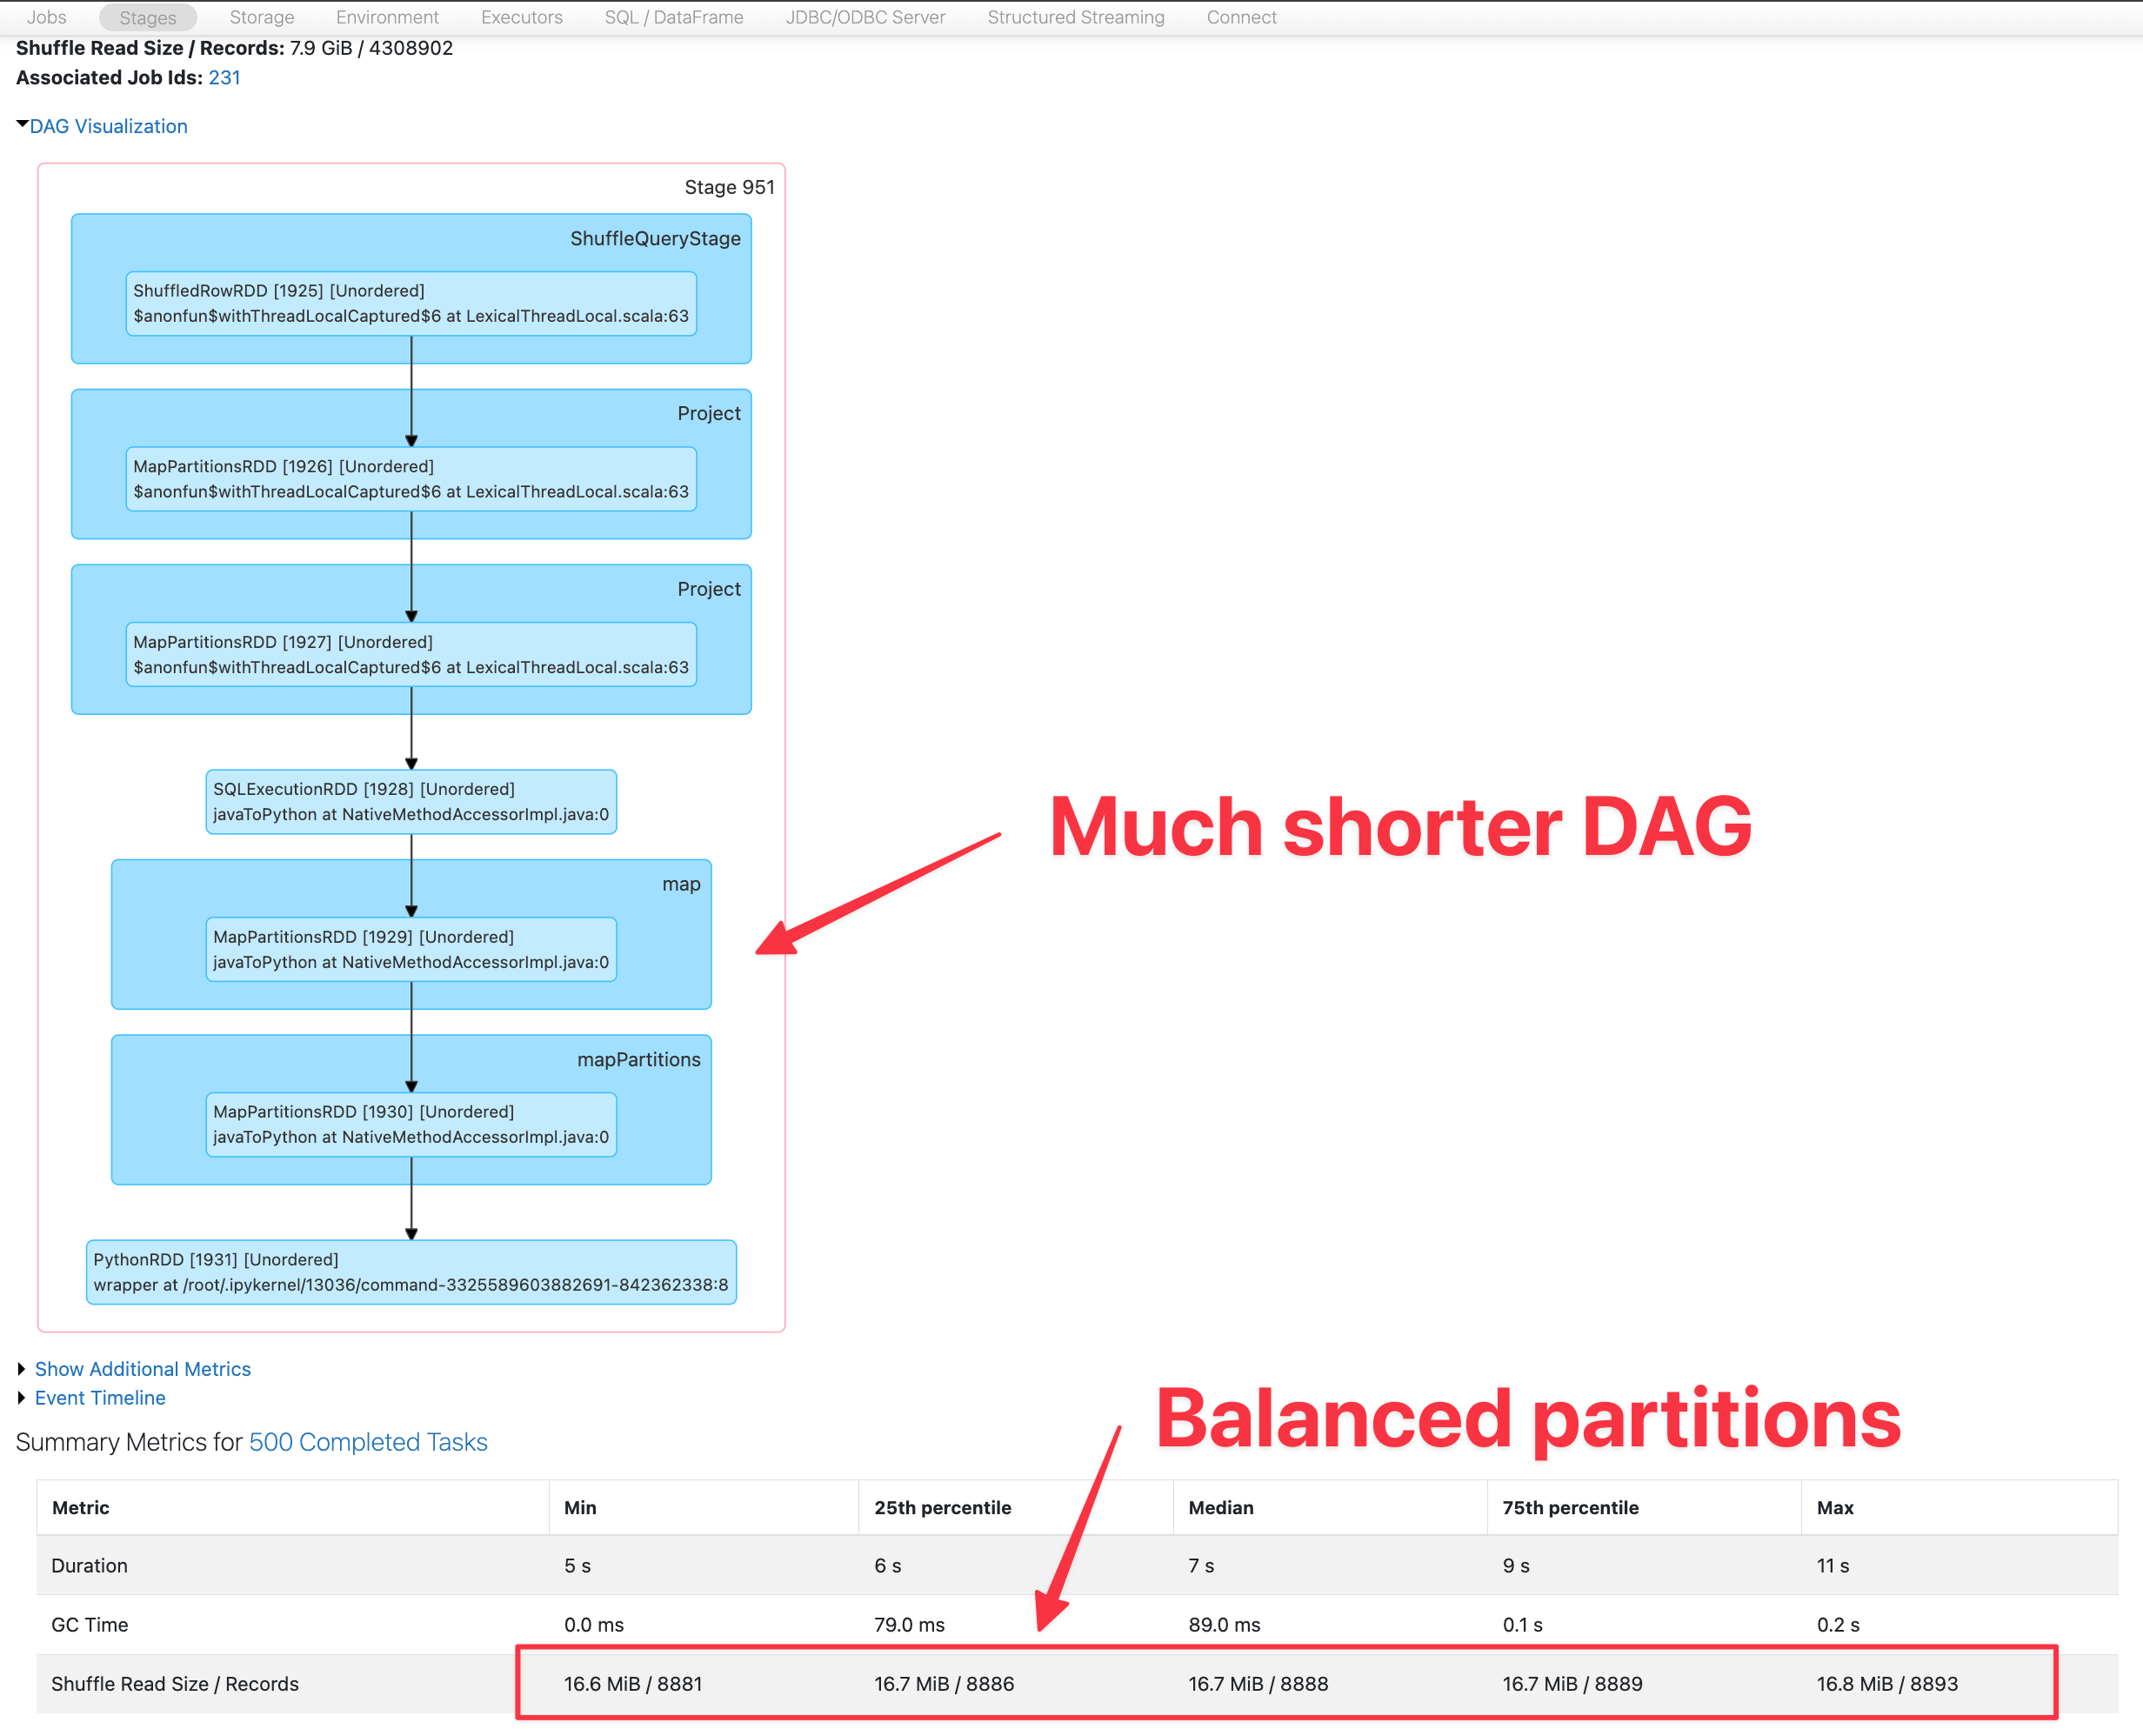 Jobs Stages Storage Environment Executors SQL / DataFrame JDBC/ODBC Server Structured Streaming Connect
Shuffle Read Size / Records: 7.9 GiB / 4308902
Associated Job Ids: 231
DAG Visualization
Stage 951
ShuffleQueryStage
ShuffledRowRDD [1925] [Unordered]
$anonfun$withThreadLocalCaptured$6 at LexicalThreadLocal.scala:63
Project
MapPartitionsRDD [1926] [Unordered]
$anonfun$withThreadLocalCaptured$6 at LexicalThreadLocal.scala:63
Project
MapPartitionsRDD [1927] [Unordered]
$anonfun$withThreadLocalCaptured$6 at LexicalThreadLocal.scala:63
SQLExecutionRDD [1928] [Unordered]
javaToPython at NativeMethodAccessorImpl.java:0
Much shorter DAG
map
MapPartitionsRDD [1929] [Unordered]
javaToPython at NativeMethodAccessorImpl.java:0
mapPartitions
MapPartitionsRDD [1930] [Unordered]
javaToPython at NativeMethodAccessorImpl.java:0
PythonRDD [1931] [Unordered]
wrapper at /root/.ipykernel/13036/command-3325589603882691-842362338:8
Show Additional Metrics
Event Timeline
Balanced partitions
Summary Metrics for 500 Completed Tasks
Metric Min 25th percentile Median 75th percentile Max
Duration 5 s 6 s 7 s 9 s 11 s
GC Time 0.0 ms 79.0 ms 89.0 ms 0.1 s 0.2 s
Shuffle Read Size / Records 16.6 MiB / 8881 16.7 MiB / 8886 16.7 MiB / 8888 16.7 MiB / 8889 16.8 MiB / 8893